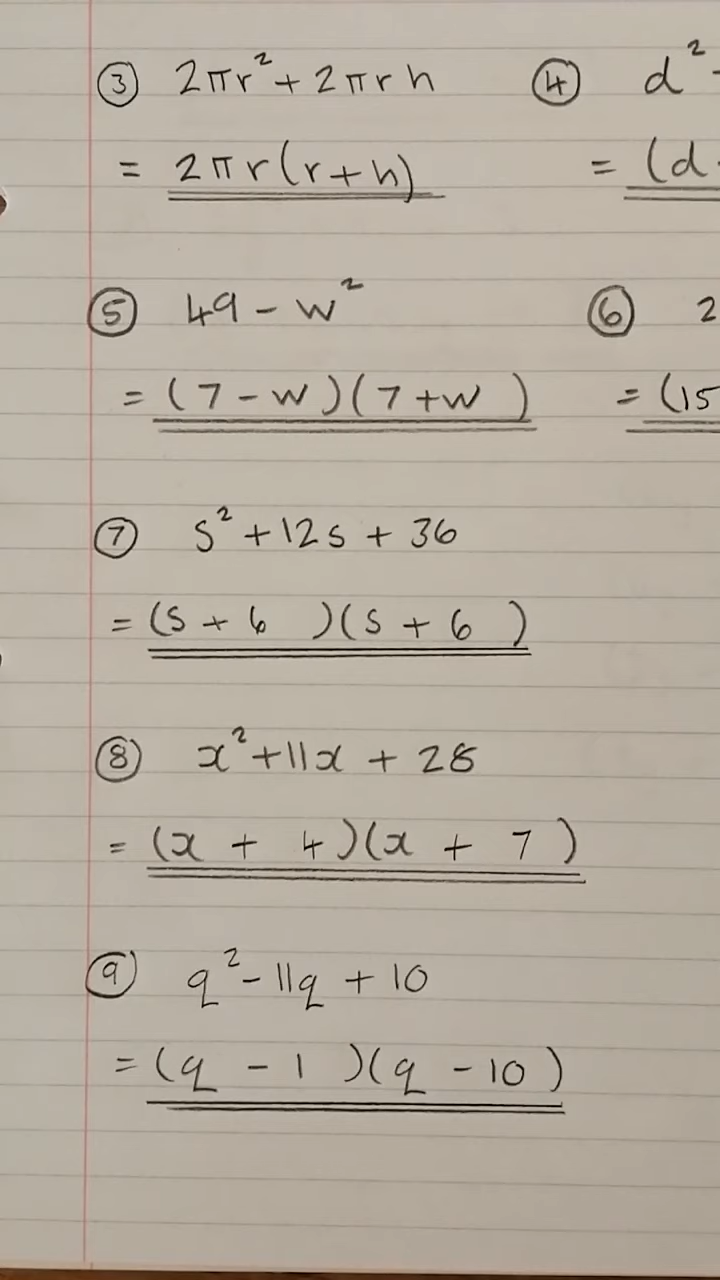 ③ 2πr² + 2πrh
= 2πr(r+h)
④ d²
= (d
⑤ 49 - w²
= (7 - w)(7 + w)
⑥ 2
= (15
⑦ s² + 12s + 36
= (s + 6)(s + 6)
⑧ x² + 11x + 28
= (x + 4)(x + 7)
⑨ q² - 11q + 10
= (q - 1)(q - 10)